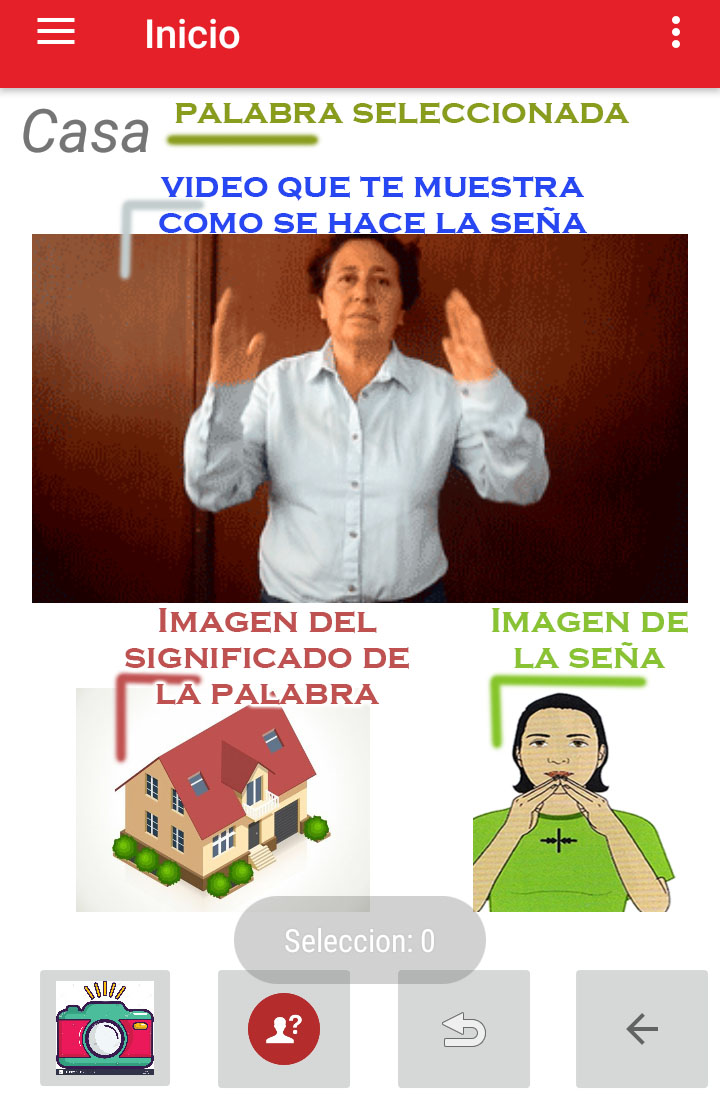 Inicio
Casa
PALABRA SELECCIONADA
VIDEO QUE TE MUESTRA
COMO SE HACE LA SEÑA
IMAGEN DEL
SIGNIFICADO DE
LA PALABRA
IMAGEN DE
LA SEÑA
Seleccion: 0
?